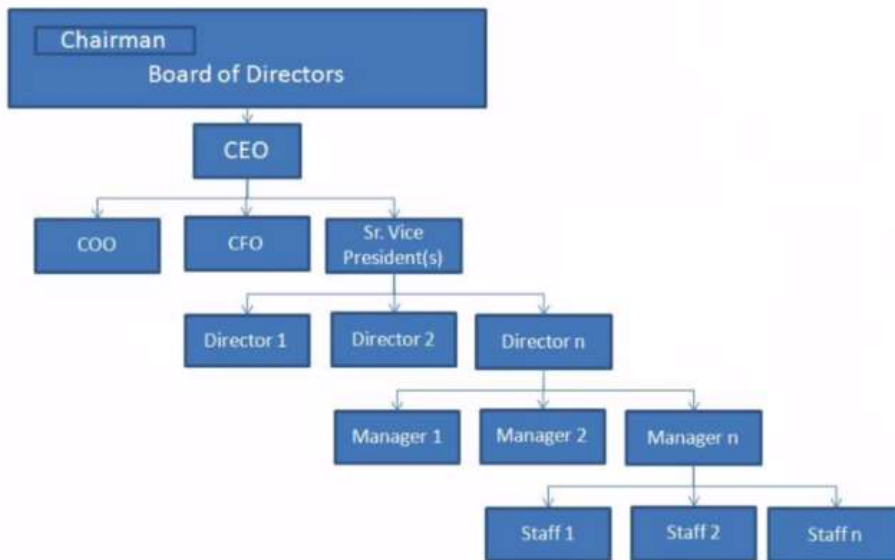 Chairman
Board of Directors
CEO
COO
CFO
Sr. Vice
President(s)
Director 1
Director 2
Director n
Manager 1
Manager 2
Manager n
Staff 1
Staff 2
Staff n